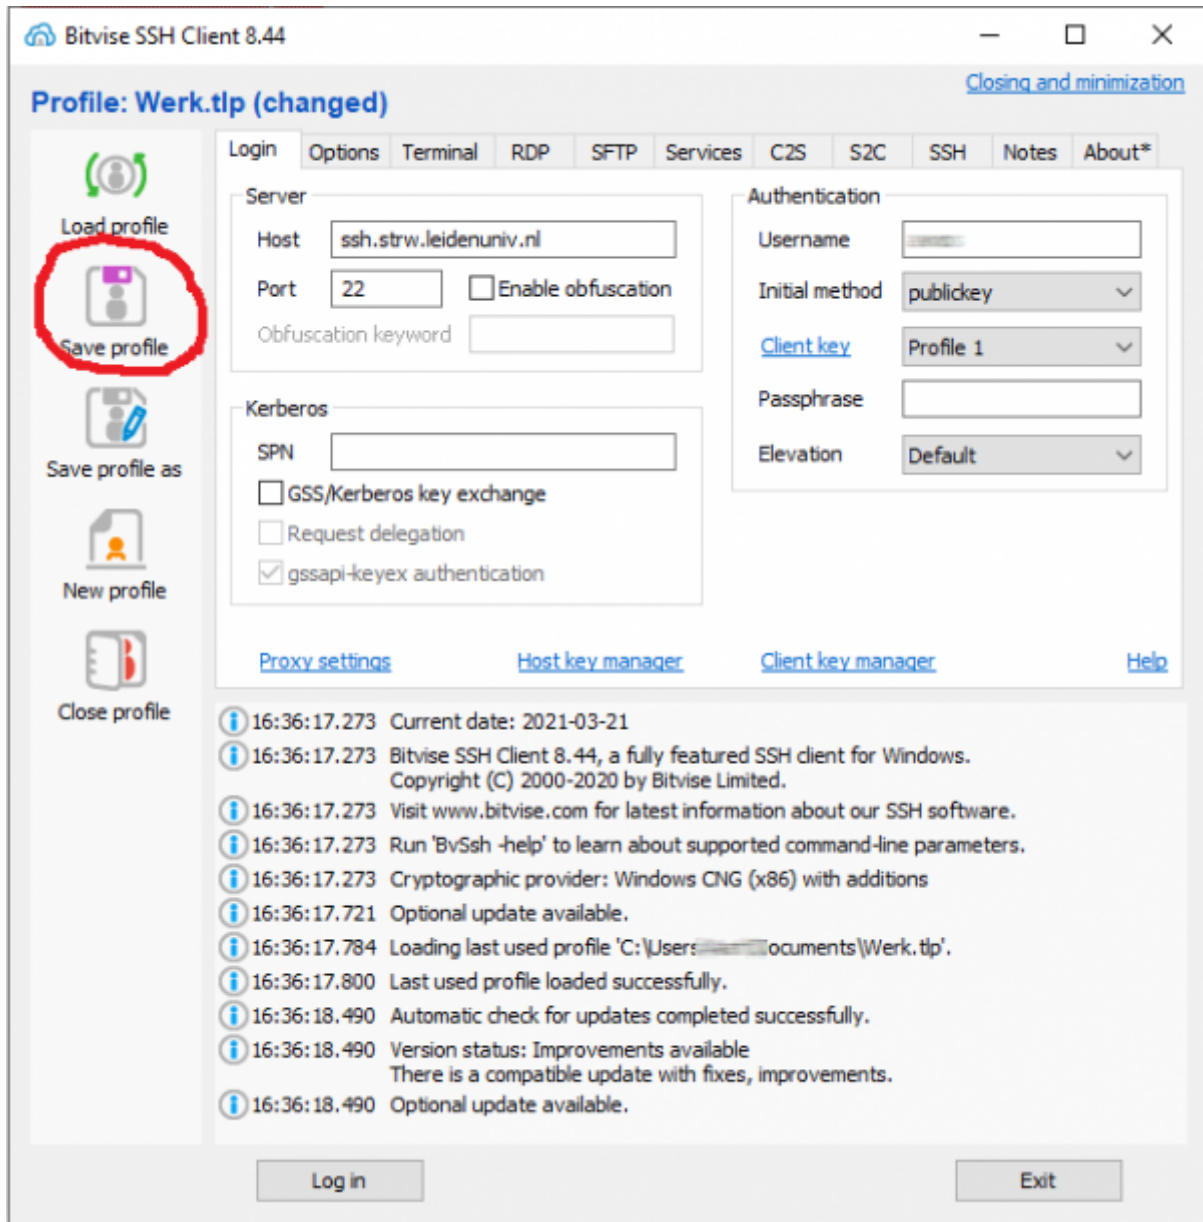 Bitvise SSH Client 8.44
Closing and minimization
Profile: Werk.tlp (changed)
Load profile
Save profile
Save profile as
New profile
Close profile
Login Options Terminal RDP SFTP Services C2S S2C SSH Notes About*
Server
Host ssh.strw.leidenuniv.nl
Port 22 Enable obfuscation
Obfuscation keyword
Kerberos
SPN
GSS/Kerberos key exchange
Request delegation
gssapi-keyex authentication
Authentication
Username
Initial method publickey
Client key Profile 1
Passphrase
Elevation Default
Proxy settings Host key manager Client key manager Help
16:36:17.273 Current date: 2021-03-21
16:36:17.273 Bitvise SSH Client 8.44, a fully featured SSH client for Windows.
Copyright (C) 2000-2020 by Bitvise Limited.
16:36:17.273 Visit www.bitvise.com for latest information about our SSH software.
16:36:17.273 Run 'BvSsh -help' to learn about supported command-line parameters.
16:36:17.273 Cryptographic provider: Windows CNG (x86) with additions
16:36:17.721 Optional update available.
16:36:17.784 Loading last used profile 'C:\Users ocuments\Werk.tlp'.
16:36:17.800 Last used profile loaded successfully.
16:36:18.490 Automatic check for updates completed successfully.
16:36:18.490 Version status: Improvements available
There is a compatible update with fixes, improvements.
16:36:18.490 Optional update available.
Log in Exit